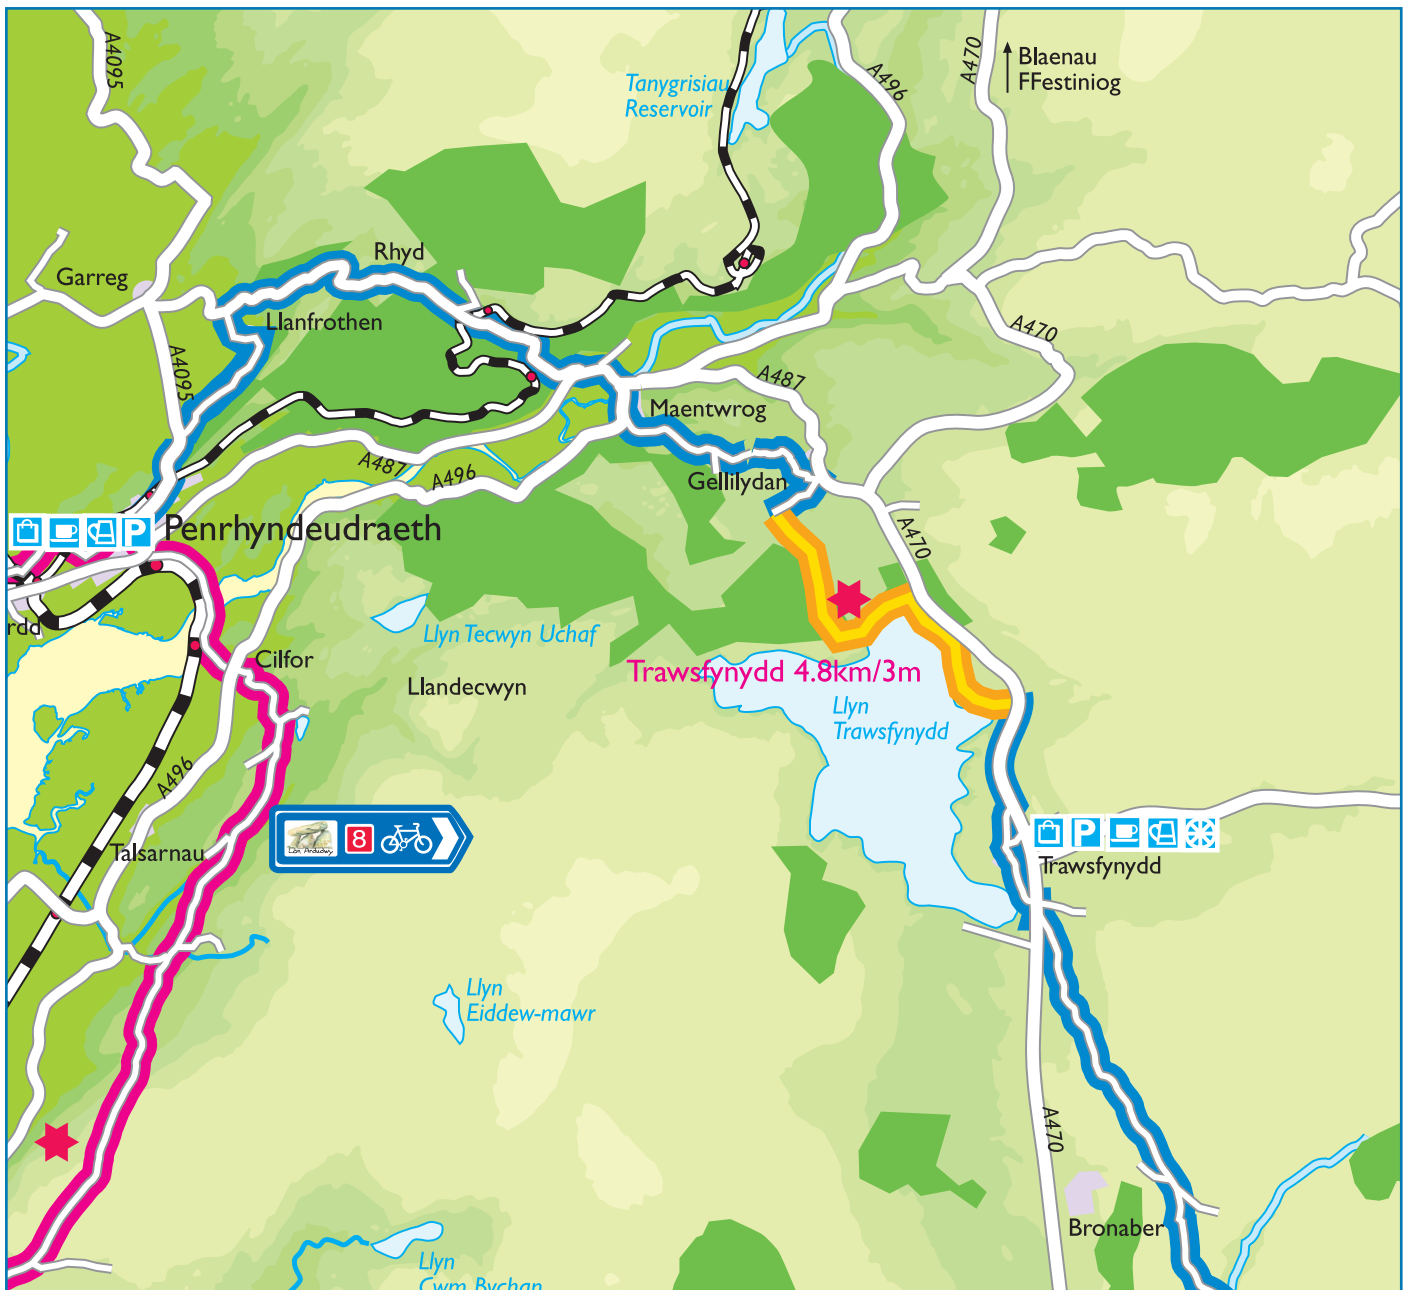 A4095
Tanygrisiau
Reservoir
A496
A470
Blaenau
FFestiniog
Rhyd
Garreg
Llanfrothen
A470
A4095
A487
Maentwrog
A487
A496
Gellilydan
P
Penrhyndeudraeth
A470
rdd
Llyn Tecwyn Uchaf
Cilfor
Llandecwyn
Trawsfynydd 4.8km/3m
Llyn
Trawsfynydd
A496
Lôn Ardudwy
8
P
Talsarnau
Trawsfynydd
Llyn
Eiddew-mawr
A470
Bronaber
Llyn
Cwm Bychan